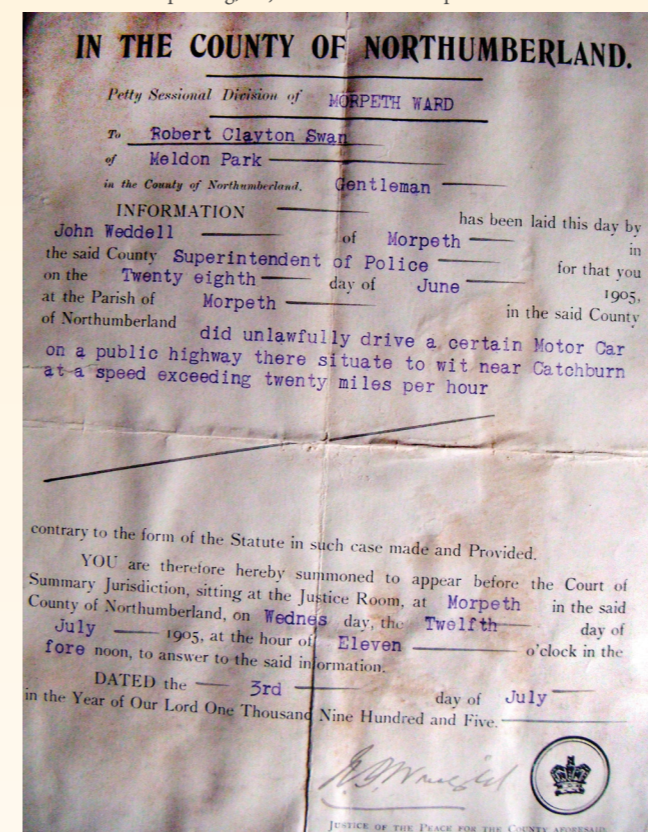 IN THE COUNTY OF NORTHUMBERLAND.
Petty Sessional Division of MORPETH WARD
To Robert Clayton Swan
of Meldon Park
in the County of Northumberland. Gentleman
INFORMATION has been laid this day by
John Weddell of Morpeth in
the said County Superintendent of Police for that you
on the Twenty eighth day of June 1905,
at the Parish of Morpeth in the said County
of Northumberland did unlawfully drive a certain Motor Car
on a public highway there situate to wit near Catchburn
at a speed exceeding twenty miles per hour
contrary to the form of the Statute in such case made and Provided.
YOU are therefore hereby summoned to appear before the Court of
Summary Jurisdiction, sitting at the Justice Room, at Morpeth in the said
County of Northumberland, on Wednes day, the Twelfth day of
July 1905, at the hour of Eleven o'clock in the
fore noon, to answer to the said information.
DATED the 3rd day of July
in the Year of Our Lord One Thousand Nine Hundred and Five.
JUSTICE OF THE PEACE FOR THE COUNTY AFORESAID